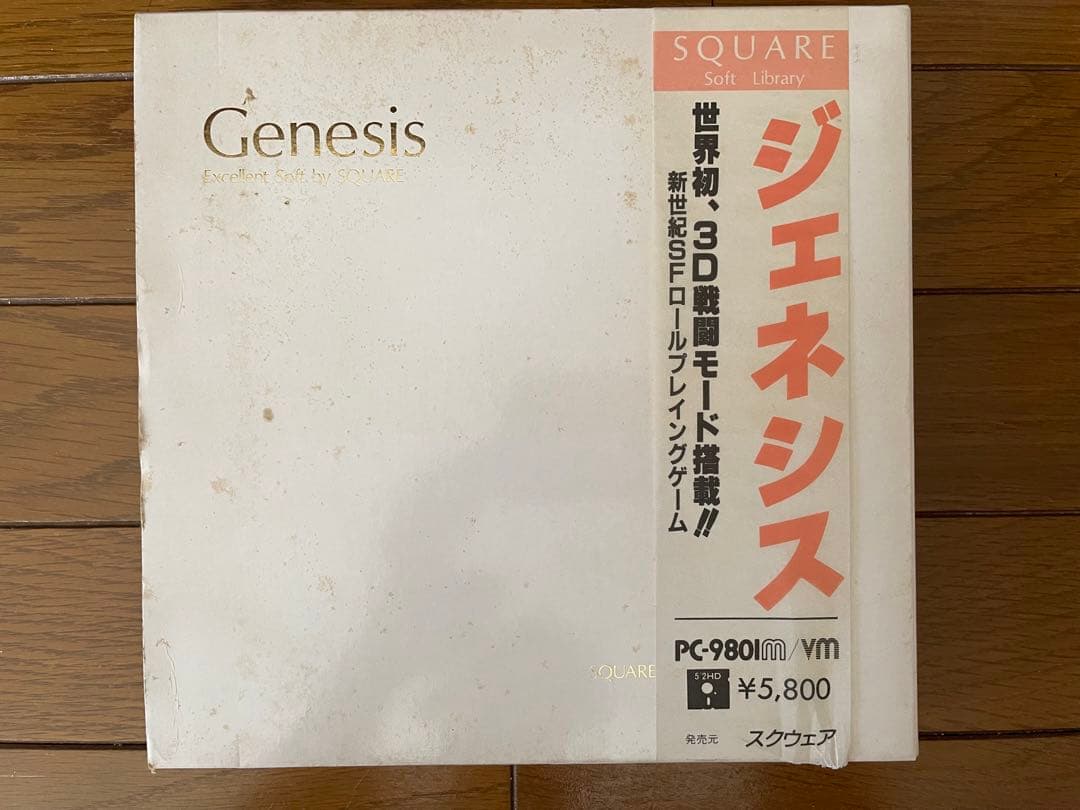 Genesis
Excellent Soft by SQUARE
SQUARE
SQUARE
Soft Library
ジェネシス
世界初、3D戦闘モード搭載!!
新世紀SFロールプレイングゲーム
PC-9801m/vm
5"2HD
¥5,800
発売元 スクウェア